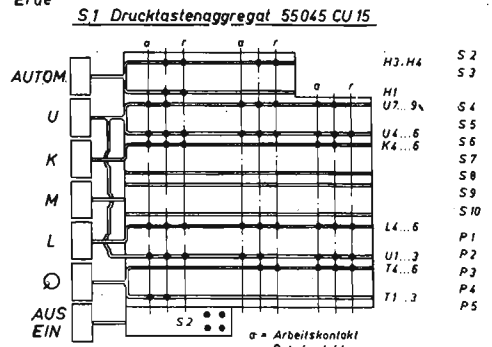 Erde
S1 Drucktastenaggregat 55045 CU 15
a r a r
a r
AUTOM.
U
K
M
L
AUS
EIN
H3,H4
H1
U7...9
U4...6
K4...6
L4...6
U1...3
T4...6
T1..3
S2
S 2
S 3
S 4
S 5
S 6
S 7
S 8
S 9
S 10
P 1
P 2
P 3
P 4
P 5
a = Arbeitskontakt